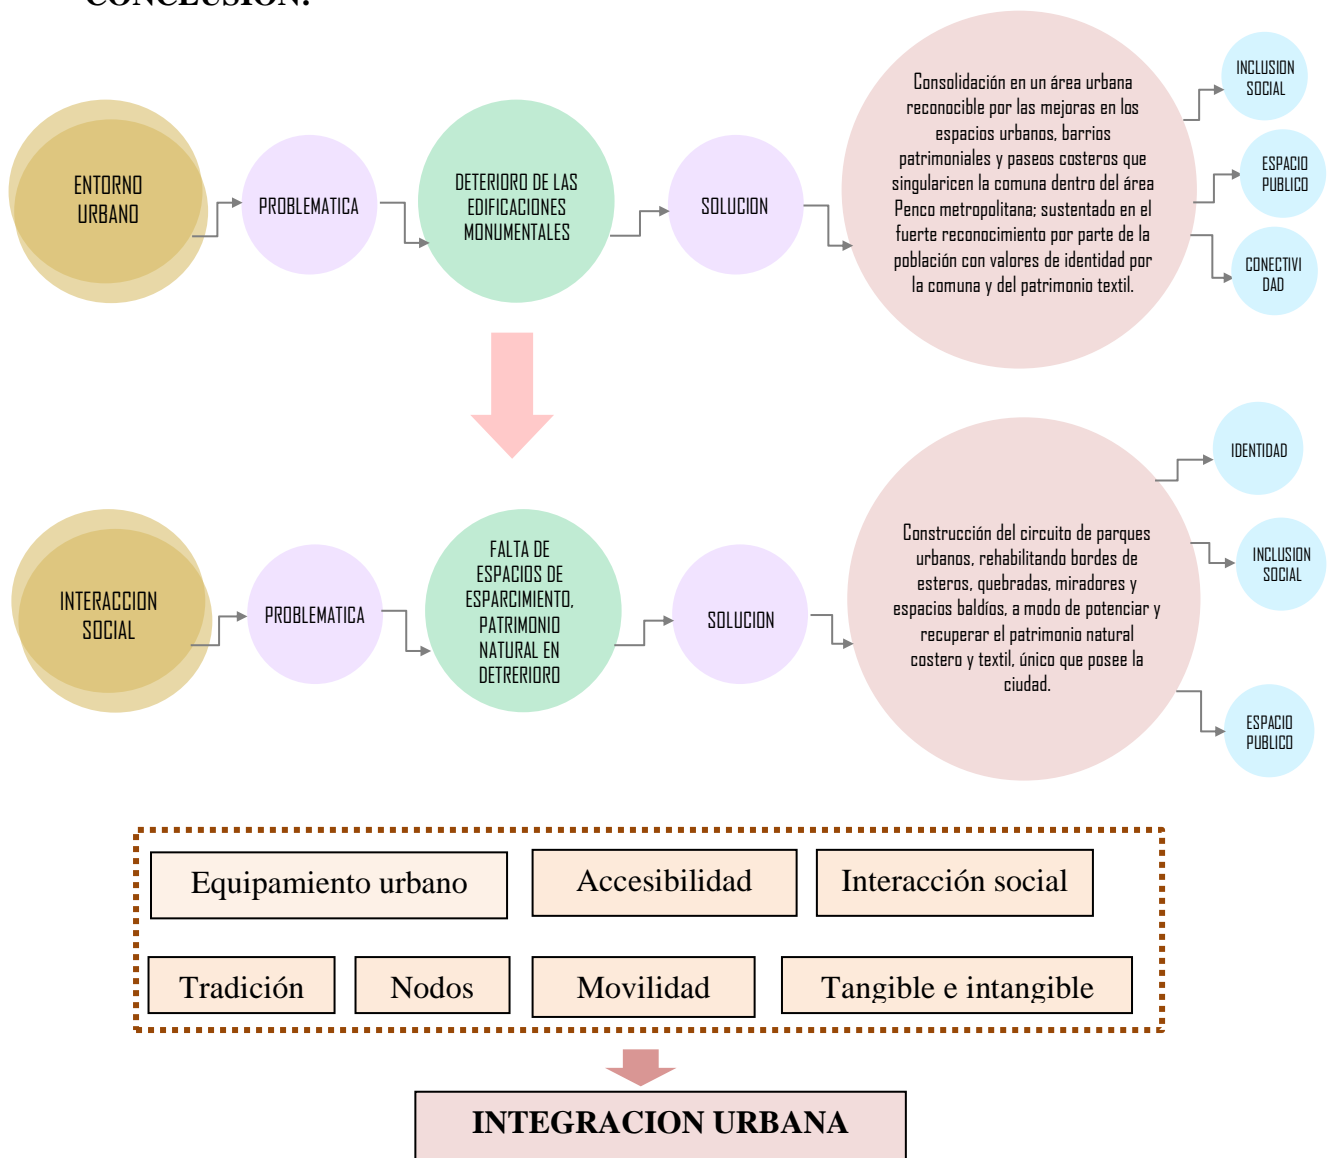 CONCLUSION:
ENTORNO
URBANO
PROBLEMATICA
DETERIORO DE LAS
EDIFICACIONES
MONUMENTALES
SOLUCION
Consolidación en un área urbana
reconocible por las mejoras en los
espacios urbanos, barrios
patrimoniales y paseos costeros que
singularicen la comuna dentro del área
Penco metropolitana; sustentado en el
fuerte reconocimiento por parte de la
población con valores de identidad por
la comuna y del patrimonio textil.
INCLUSION
SOCIAL
ESPACIO
PUBLICO
CONECTIVI
DAD
INTERACCION
SOCIAL
PROBLEMATICA
FALTA DE
ESPACIOS DE
ESPARCIMIENTO,
PATRIMONIO
NATURAL EN
DETRERIORO
SOLUCION
Construcción del circuito de parques
urbanos, rehabilitando bordes de
esteros, quebradas, miradores y
espacios baldíos, a modo de potenciar y
recuperar el patrimonio natural
costero y textil, único que posee la
ciudad.
IDENTIDAD
INCLUSION
SOCIAL
ESPACIO
PUBLICO
Equipamiento urbano
Accesibilidad
Interacción social
Tradición
Nodos
Movilidad
Tangible e intangible
INTEGRACION URBANA